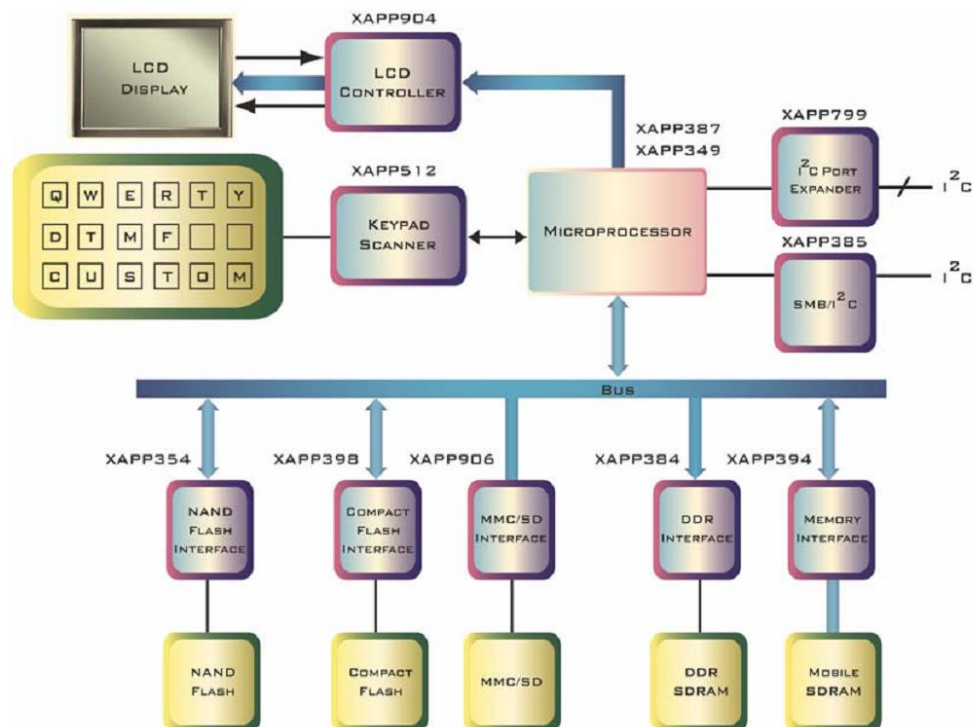 XAPP904
LCD
DISPLAY
LCD
CONTROLLER
XAPP387
XAPP349
XAPP799
I²C PORT
EXPANDER
I²C
XAPP512
Q W E R T Y
D T M F
C U S T O M
KEYPAD
SCANNER
MICROPROCESSOR
XAPP385
SMB/I²C
I²C
BUS
XAPP354
XAPP398
XAPP906
XAPP384
XAPP394
NAND
FLASH
INTERFACE
COMPACT
FLASH
INTERFACE
MMC/SD
INTERFACE
DDR
INTERFACE
MEMORY
INTERFACE
NAND
FLASH
COMPACT
FLASH
MMC/SD
DDR
SDRAM
MOBILE
SDRAM